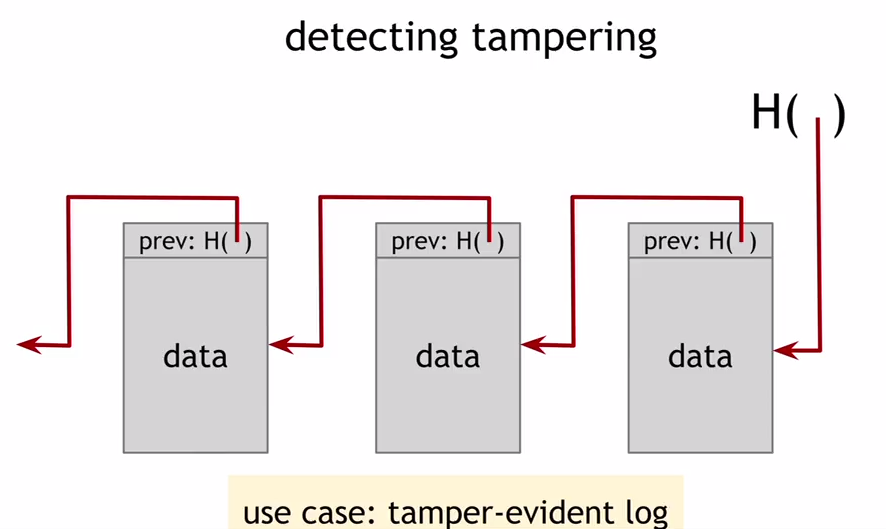 detecting tampering
H( )
prev: H( )
prev: H( )
prev: H( )
data
data
data
use case: tamper-evident log